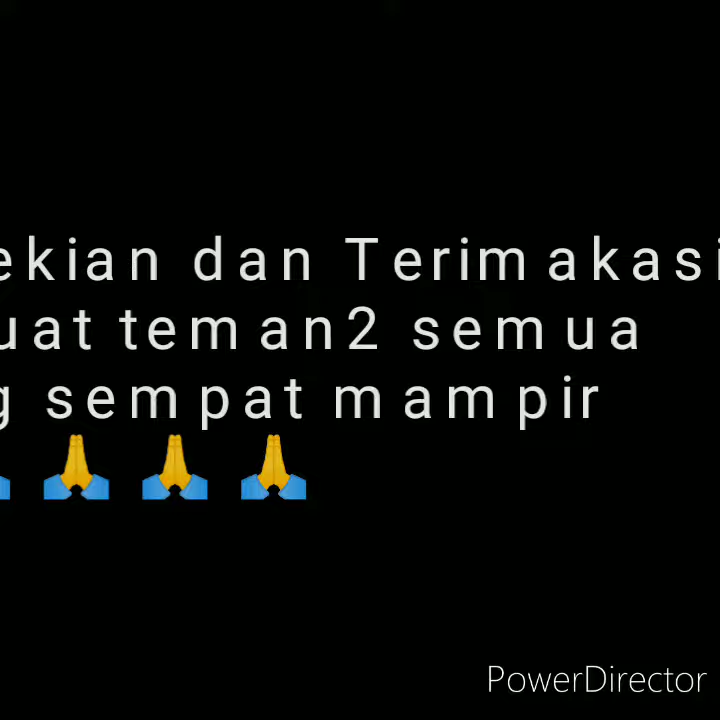 ekian dan Terimakasi
uat teman2 semua
g sempat mampir
🙏🙏🙏
PowerDirector